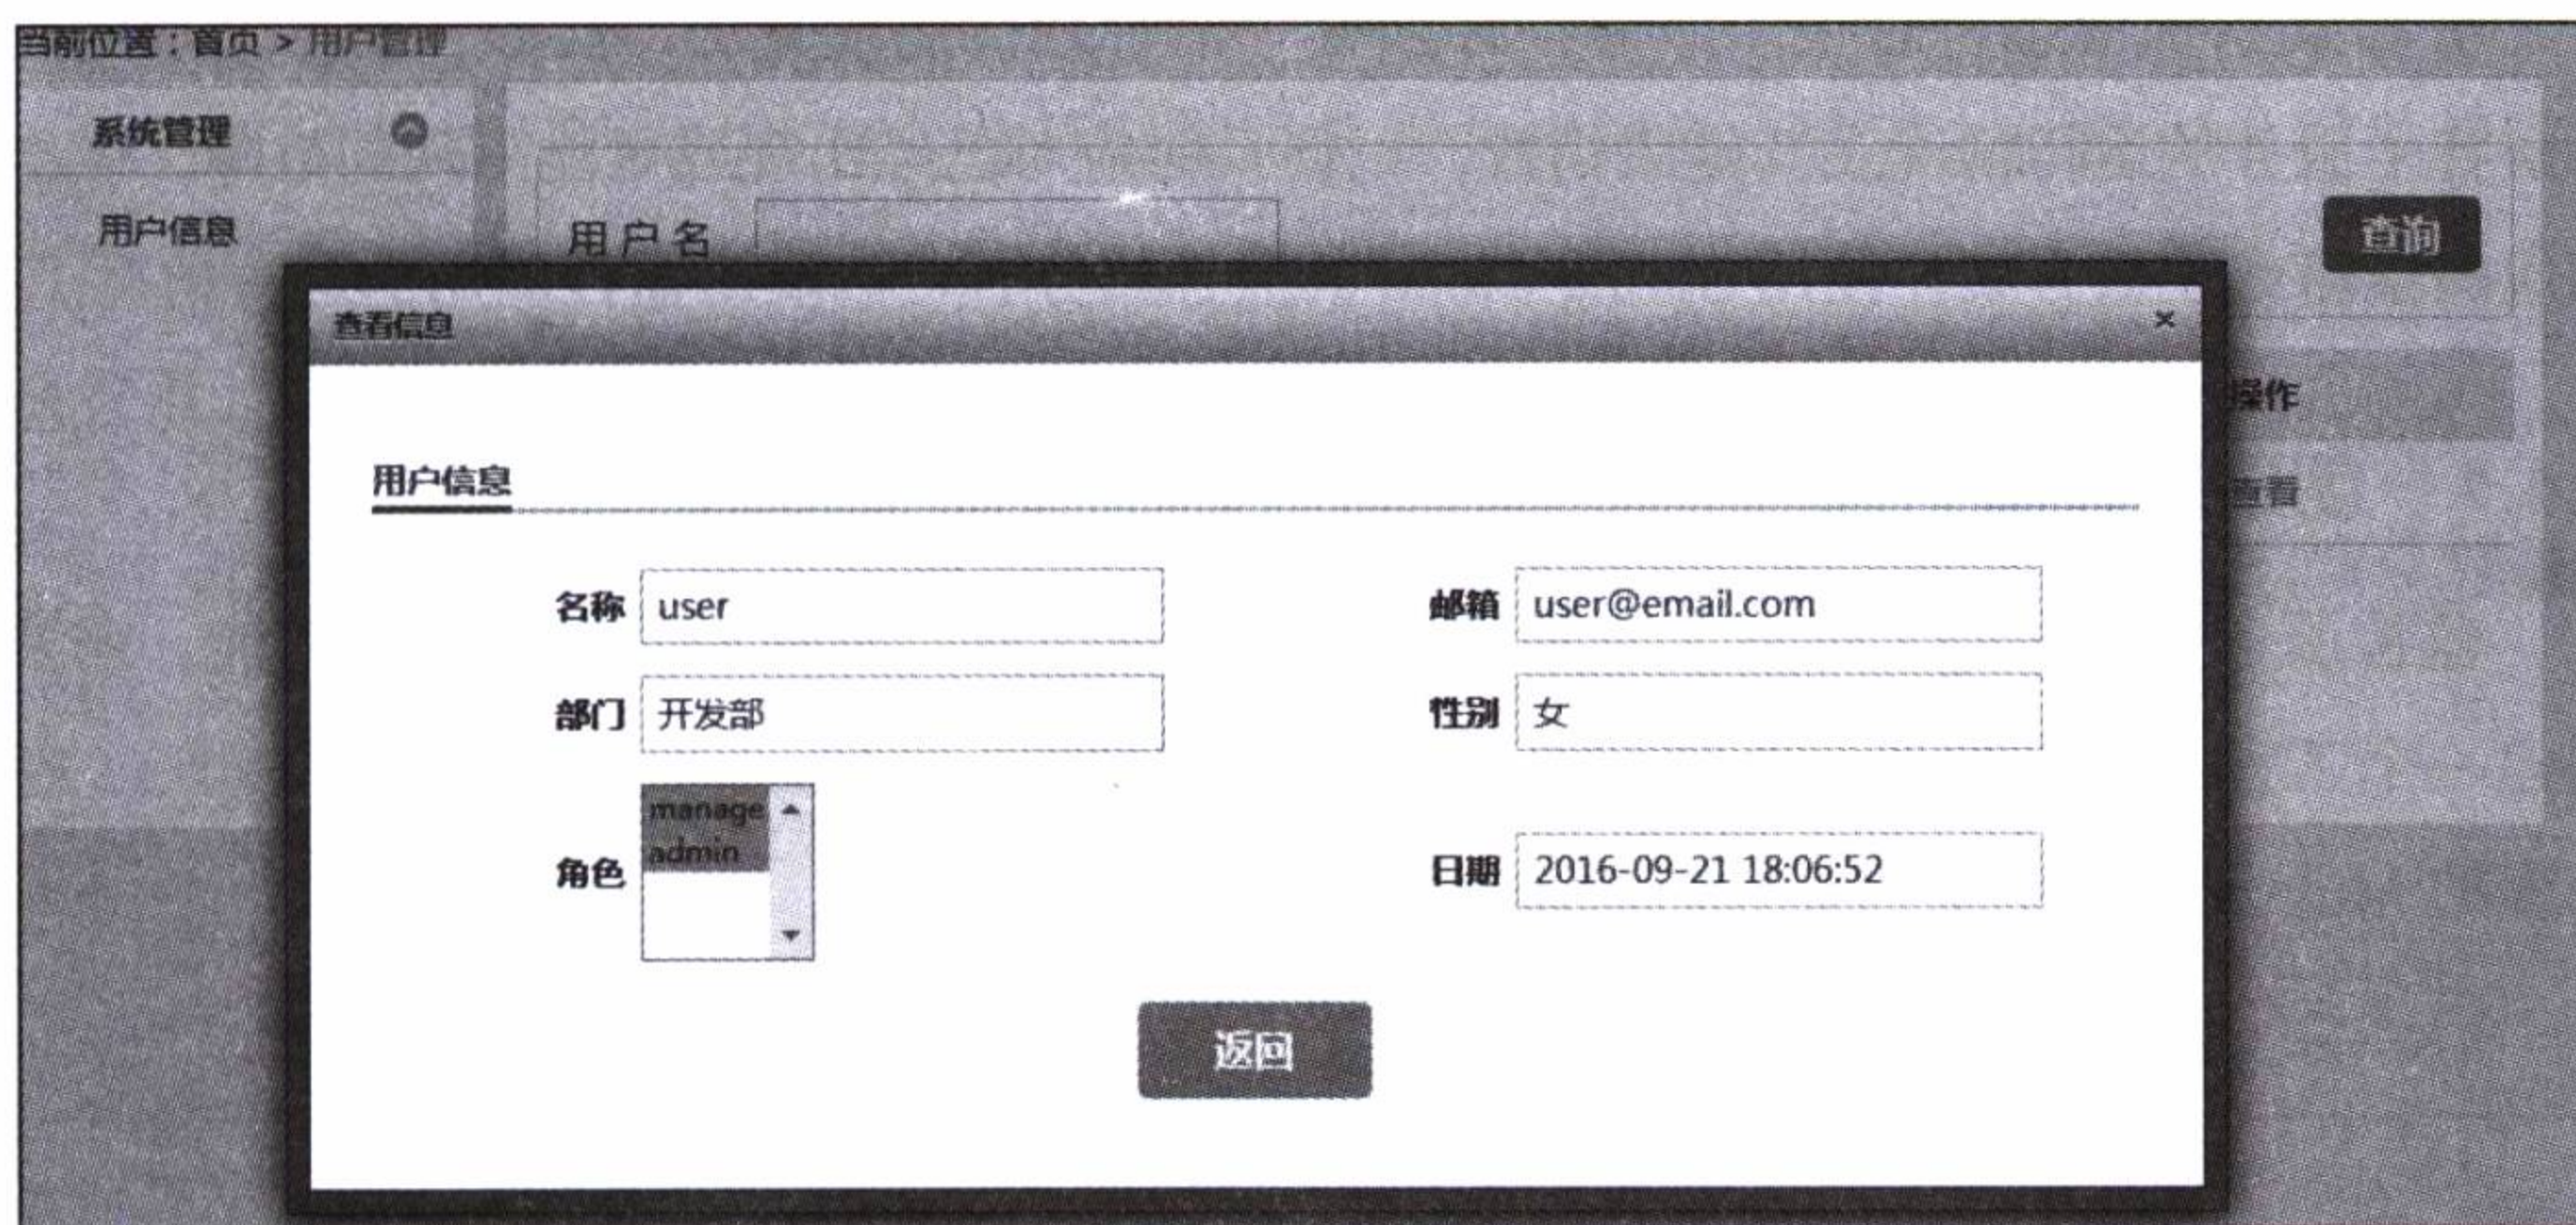 当前位置：首页 > 用户管理
系统管理
用户信息
用户名
查询
查看信息
×
操作
查看
用户信息
名称 user
邮箱 user@email.com
部门 开发部
性别 女
角色 manage
admin
日期 2016-09-21 18:06:52
返回